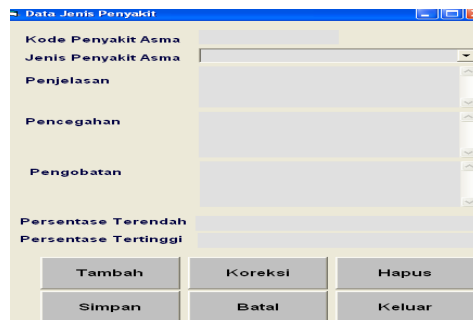 Data Jenis Penyakit
Kode Penyakit Asma
Jenis Penyakit Asma
Penjelasan
Pencegahan
Pengobatan
Persentase Terendah
Persentase Tertinggi
Tambah Koreksi Hapus
Simpan Batal Keluar